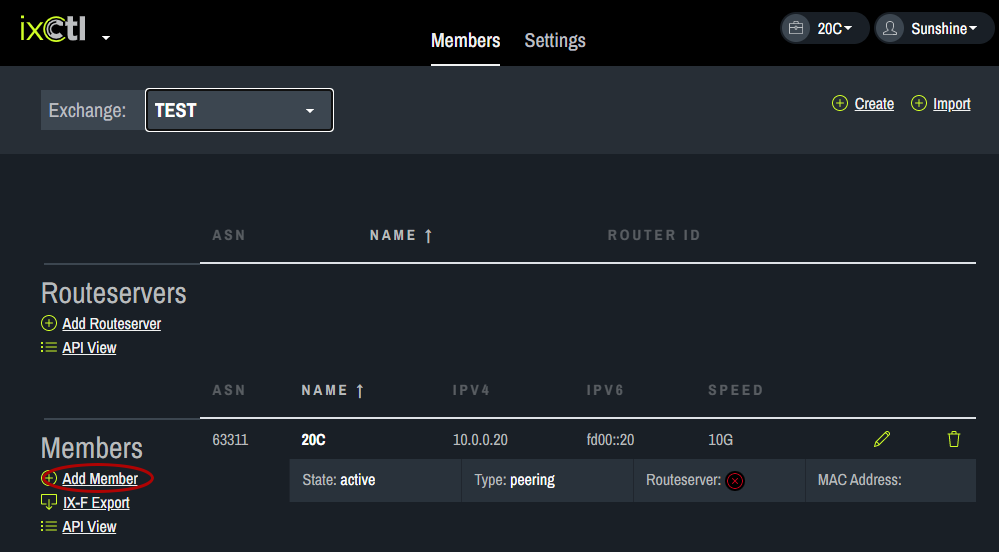 ixCtl
Members Settings
20C Sunshine
Exchange: TEST
Create Import
ASN NAME ↑ ROUTER ID
Routeservers
Add Routeserver
API View
ASN NAME ↑ IPV4 IPV6 SPEED
Members
63311 20C 10.0.0.20 fd00::20 10G
Add Member
State: active Type: peering Routeserver: MAC Address:
IX-F Export
API View